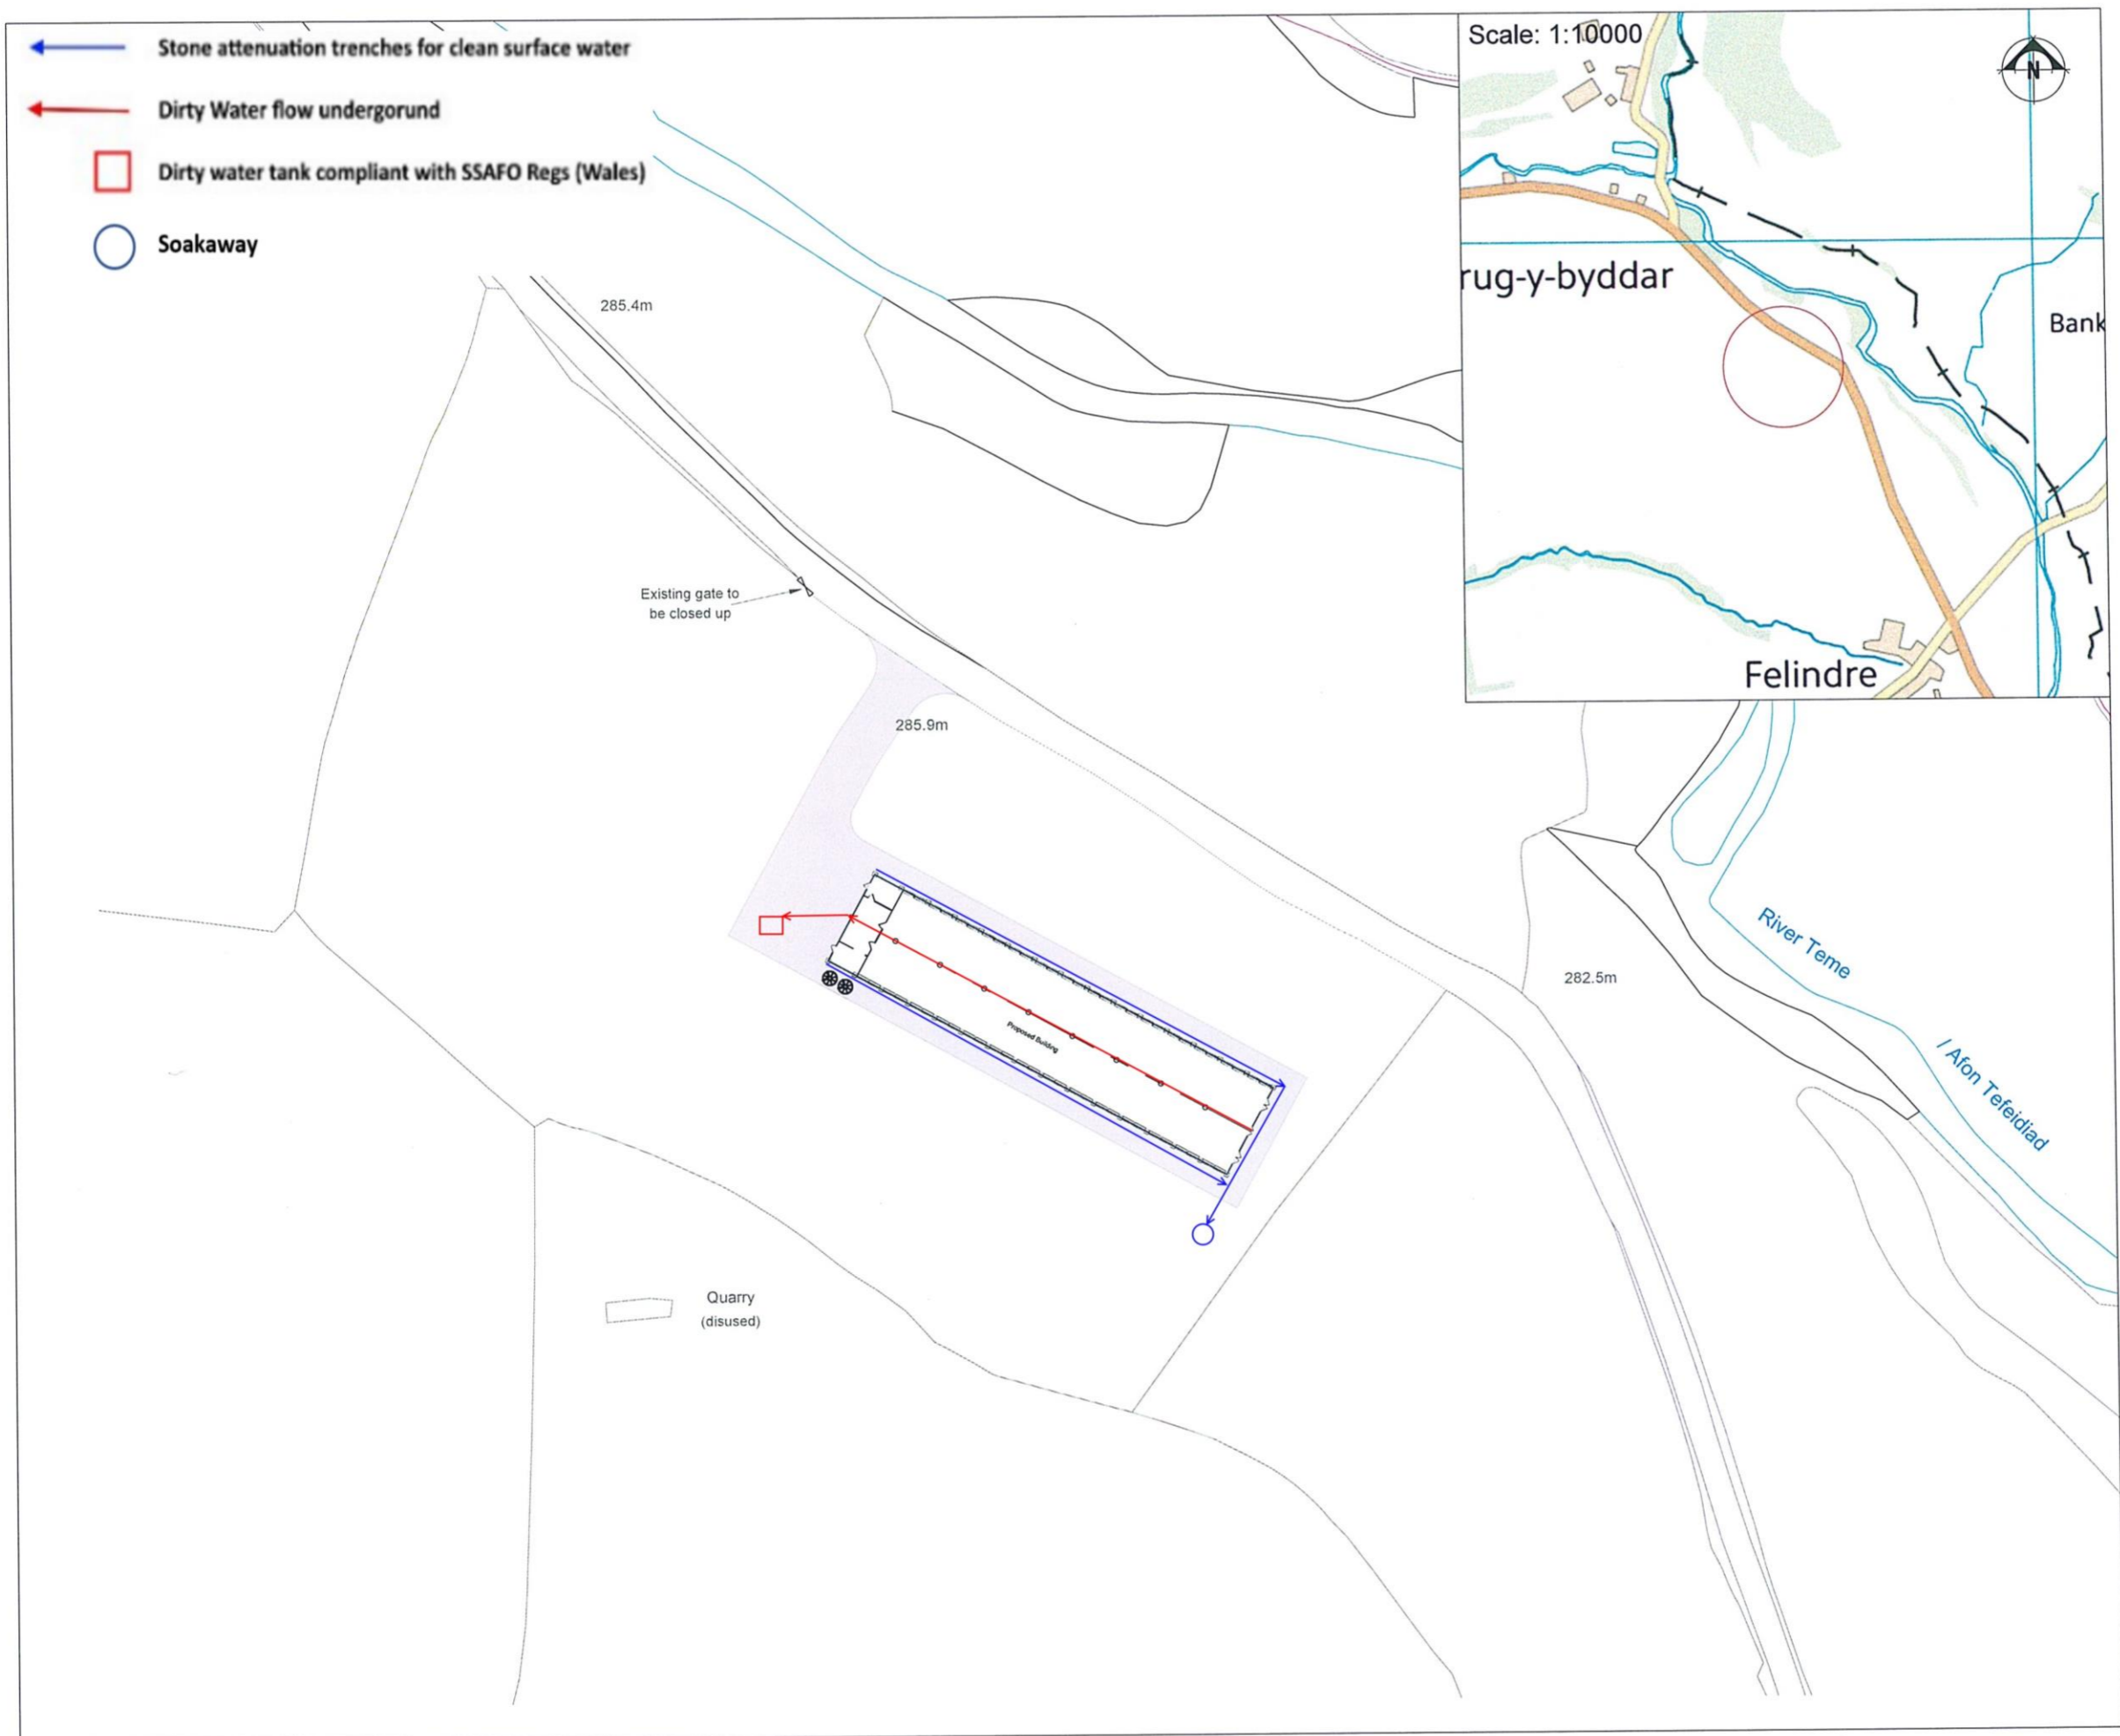 Stone attenuation trenches for clean surface water
Dirty Water flow undergorund
Dirty water tank compliant with SSAFO Regs (Wales)
Soakaway
Scale: 1:10000
N
rug-y-byddar
Bank
Felindre
285.4m
Existing gate to
be closed up
285.9m
Proposed Building
282.5m
River Teme
/ Afon Tefeidiad
Quarry
(disused)